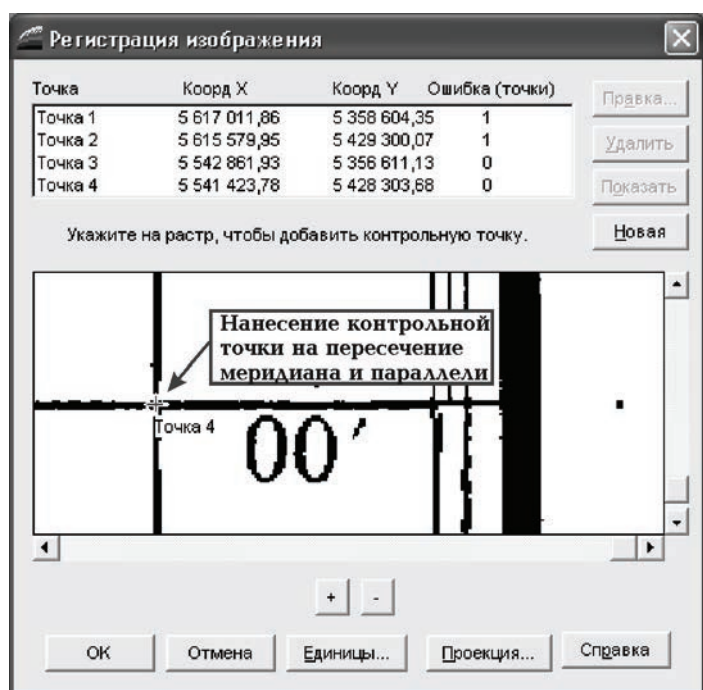 Регистрация изображения
Точка Коорд X Коорд Y Ошибка (точки)
Точка 1 5 617 011,86 5 358 604,35 1
Точка 2 5 615 579,95 5 429 300,07 1
Точка 3 5 542 861,93 5 356 611,13 0
Точка 4 5 541 423,78 5 428 303,68 0
Правка...
Удалить
Показать
Новая
Укажите на растр, чтобы добавить контрольную точку.
Нанесение контрольной
точки на пересечение
меридиана и параллели
Точка 4
00′
+ -
ОК Отмена Единицы... Проекция... Справка